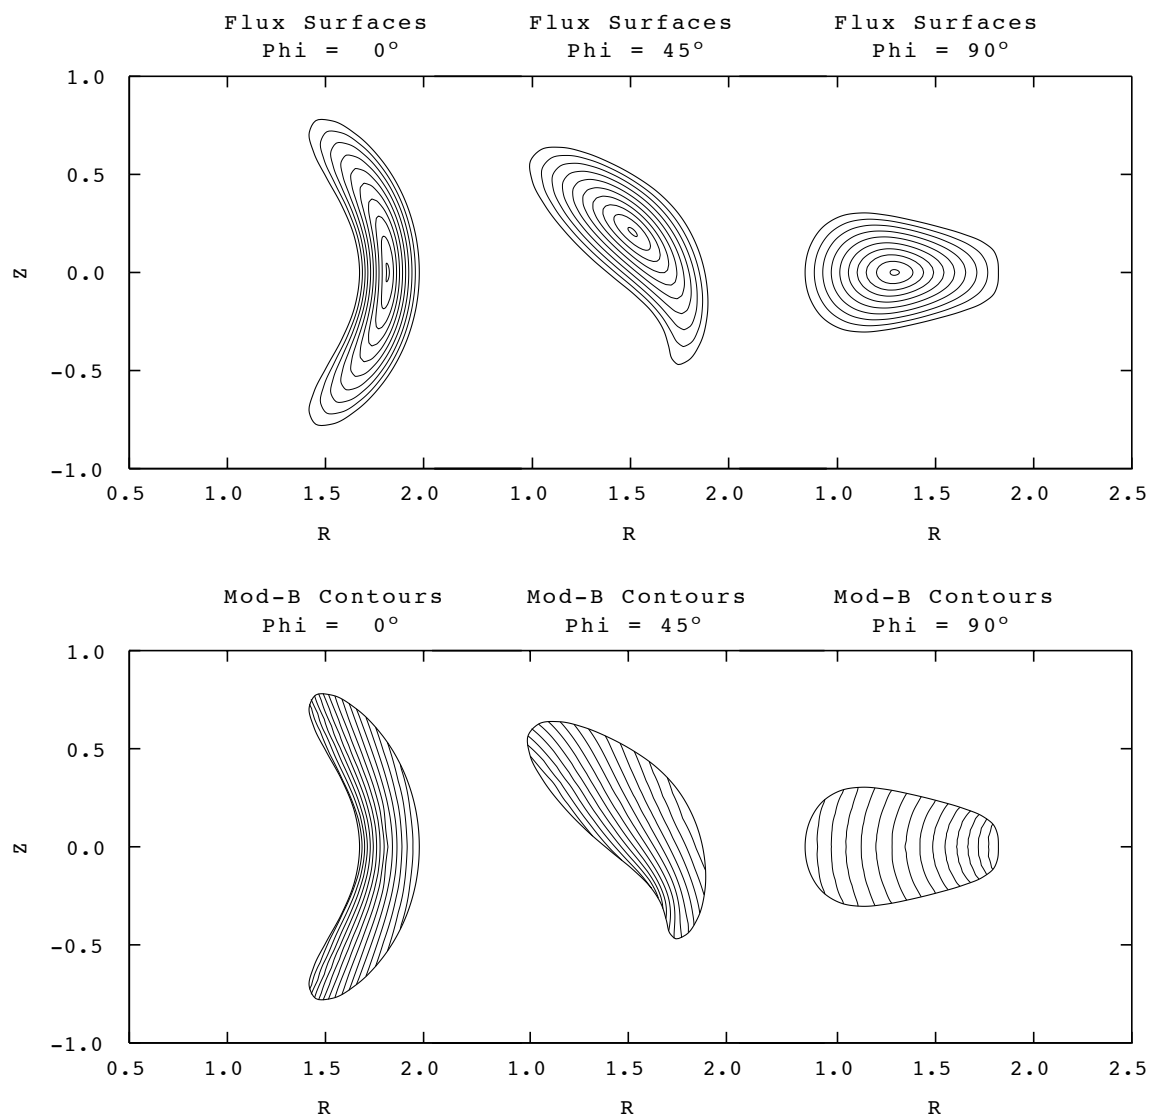 Flux Surfaces Flux Surfaces Flux Surfaces
Phi = 0° Phi = 45° Phi = 90°
1.0
0.5
Z 0.0
-0.5
-1.0
0.5 1.0 1.5 2.0 1.0 1.5 2.0 1.0 1.5 2.0 2.5
R R R
Mod-B Contours Mod-B Contours Mod-B Contours
Phi = 0° Phi = 45° Phi = 90°
1.0
0.5
Z 0.0
-0.5
-1.0
0.5 1.0 1.5 2.0 1.0 1.5 2.0 1.0 1.5 2.0 2.5
R R R